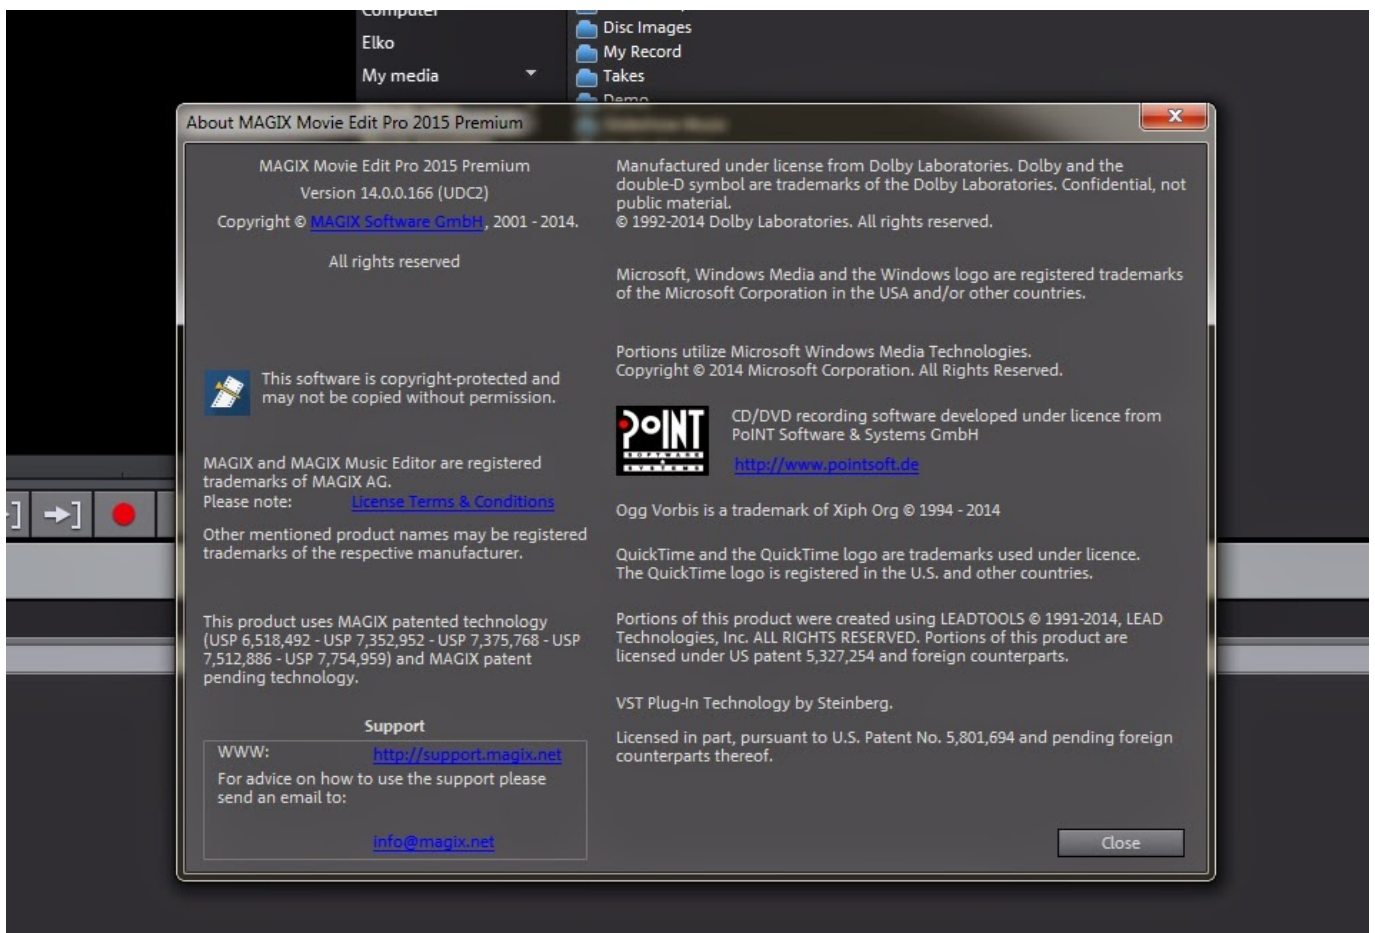 Computer
Elko
My media
Disc Images
My Record
Takes
Demo
About MAGIX Movie Edit Pro 2015 Premium
MAGIX Movie Edit Pro 2015 Premium
Version 14.0.0.166 (UDC2)
Copyright © MAGIX Software GmbH, 2001 - 2014.
All rights reserved
This software is copyright-protected and
may not be copied without permission.
MAGIX and MAGIX Music Editor are registered
trademarks of MAGIX AG.
Please note: License Terms & Conditions
Other mentioned product names may be registered
trademarks of the respective manufacturer.
This product uses MAGIX patented technology
(USP 6,518,492 - USP 7,352,952 - USP 7,375,768 - USP
7,512,886 - USP 7,754,959) and MAGIX patent
pending technology.
Support
WWW: http://support.magix.net
For advice on how to use the support please
send an email to:
info@magix.net
Manufactured under license from Dolby Laboratories. Dolby and the
double-D symbol are trademarks of the Dolby Laboratories. Confidential, not
public material.
© 1992-2014 Dolby Laboratories. All rights reserved.
Microsoft, Windows Media and the Windows logo are registered trademarks
of the Microsoft Corporation in the USA and/or other countries.
Portions utilize Microsoft Windows Media Technologies.
Copyright © 2014 Microsoft Corporation. All Rights Reserved.
PoINT
SOFTWARE
SYSTEMS
CD/DVD recording software developed under licence from
PoINT Software & Systems GmbH
http://www.pointsoft.de
Ogg Vorbis is a trademark of Xiph Org © 1994 - 2014
QuickTime and the QuickTime logo are trademarks used under licence.
The QuickTime logo is registered in the U.S. and other countries.
Portions of this product were created using LEADTOOLS © 1991-2014, LEAD
Technologies, Inc. ALL RIGHTS RESERVED. Portions of this product are
licensed under US patent 5,327,254 and foreign counterparts.
VST Plug-In Technology by Steinberg.
Licensed in part, pursuant to U.S. Patent No. 5,801,694 and pending foreign
counterparts thereof.
Close